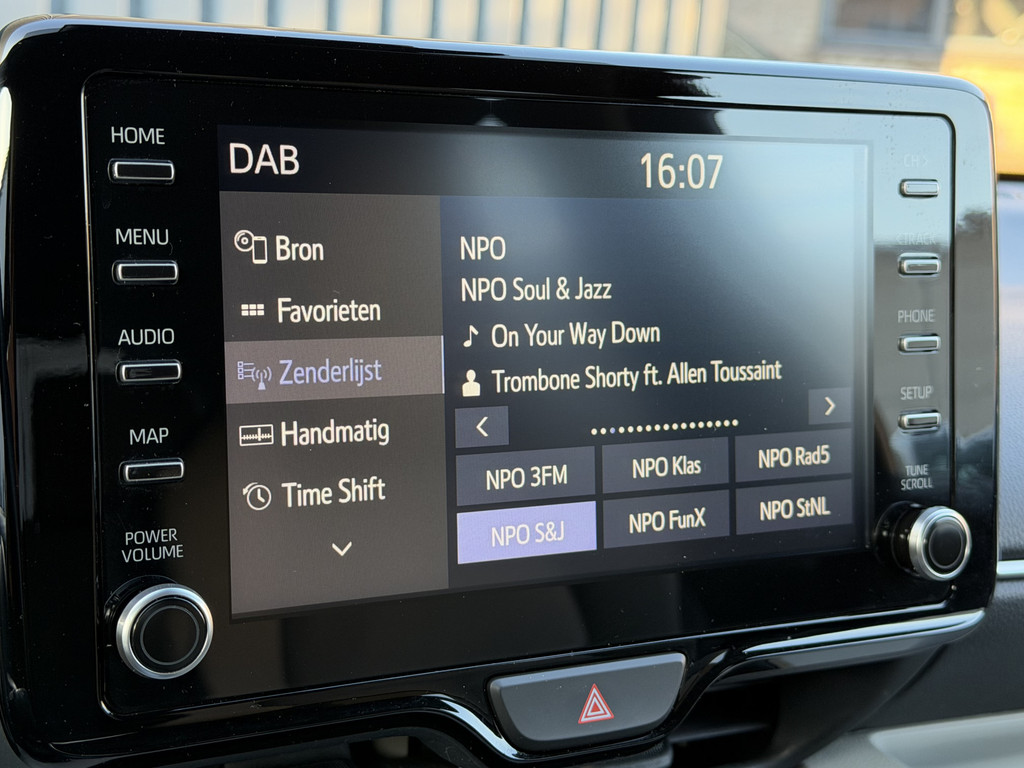 HOME
MENU
AUDIO
MAP
POWER
VOLUME
DAB
16:07
Bron
Favorieten
Zenderlijst
Handmatig
Time Shift
NPO
NPO Soul & Jazz
On Your Way Down
Trombone Shorty ft. Allen Toussaint
NPO 3FM
NPO Klas
NPO Rad5
NPO S&J
NPO FunX
NPO StNL
CH >
TRACK
PHONE
SETUP
TUNE
SCROLL